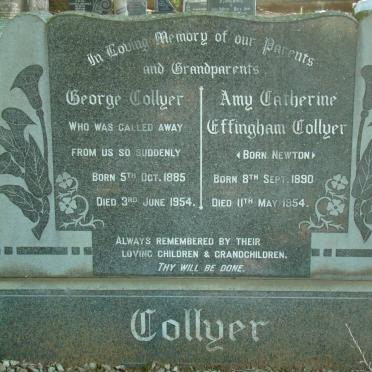 In Loving Memory of our Parents
and Grandparents
George Collyer
WHO WAS CALLED AWAY
FROM US SO SUDDENLY
BORN 5TH OCT. 1885
DIED 3RD JUNE 1954.
Amy Catherine
Effingham Collyer
(BORN NEWTON)
BORN 8TH SEPT. 1890
DIED 11TH MAY 1954.
ALWAYS REMEMBERED BY THEIR
LOVING CHILDREN & GRANDCHILDREN.
THY WILL BE DONE.
Collyer